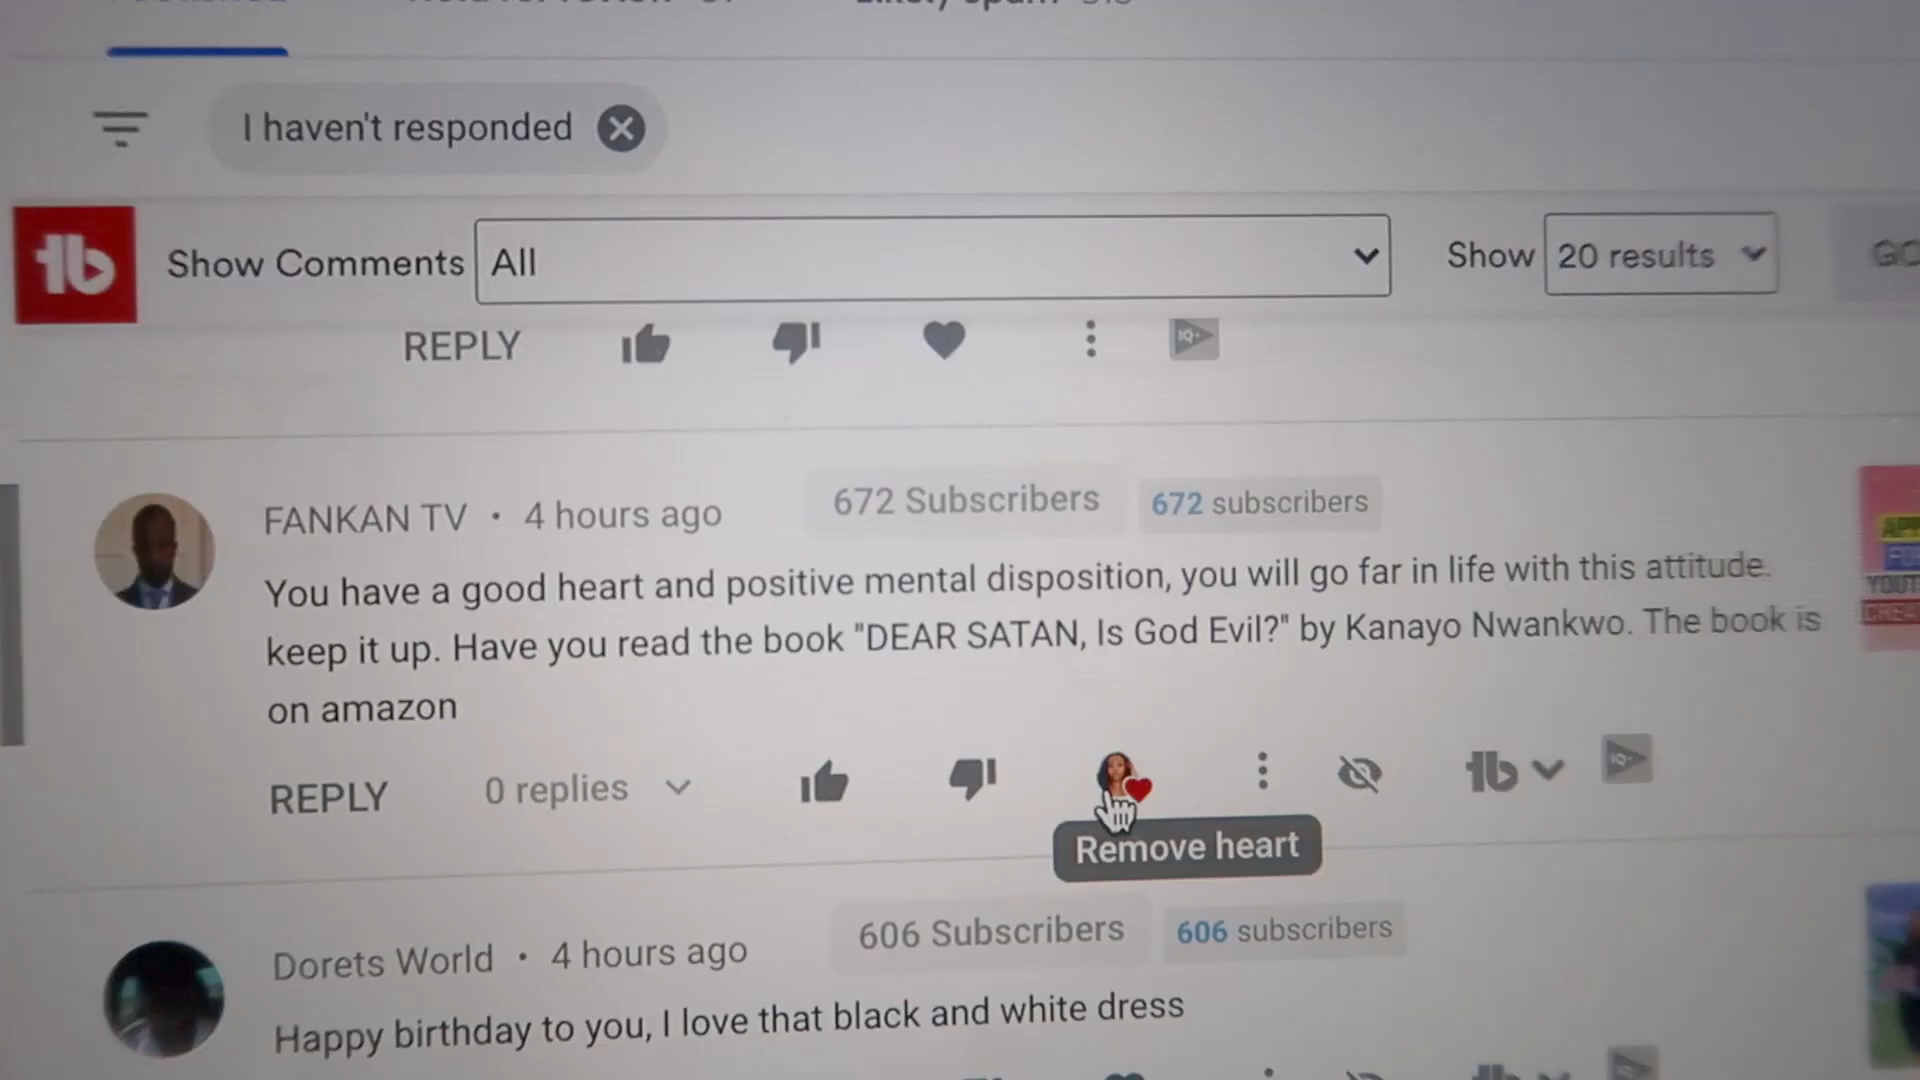 I haven't responded
tb Show Comments All Show 20 results
REPLY
IQ+
FANKAN TV • 4 hours ago 672 Subscribers 672 subscribers
You have a good heart and positive mental disposition, you will go far in life with this attitude.
keep it up. Have you read the book "DEAR SATAN, Is God Evil?" by Kanayo Nwankwo. The book is
on amazon
REPLY 0 replies tb
Remove heart
Dorets World • 4 hours ago 606 Subscribers 606 subscribers
Happy birthday to you, I love that black and white dress